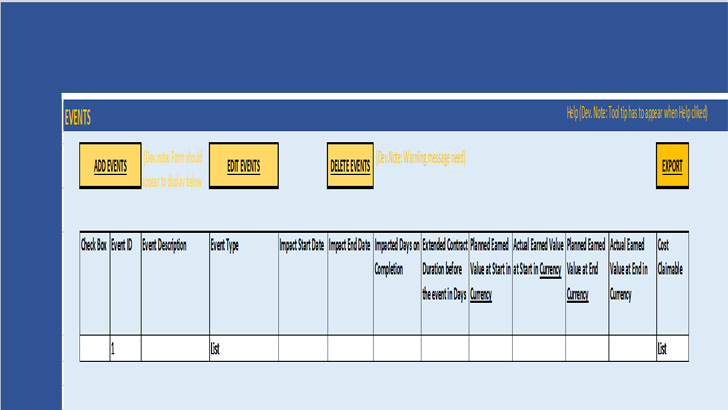 EVENTS
Help (Dev. Note: Tool tip has to appear when Help cliked)
ADD EVENTS
(Dev.note: Form should
appear to display below
EDIT EVENTS
DELETE EVENTS
(Dev.Note: Warning message need)
EXPORT
Check Box
Event ID
Event Description
Event Type
Impact Start Date
Impact End Date
Impacted Days on
Completion
Extended Contract
Duration before
the event in Days
Planned Earned
Value at Start in
Currency
Actual Earned Value
at Start in Currency
Planned Earned
Value at End
Currency
Actual Earned
Value at End in
Currency
Cost
Claimable
1
List
List